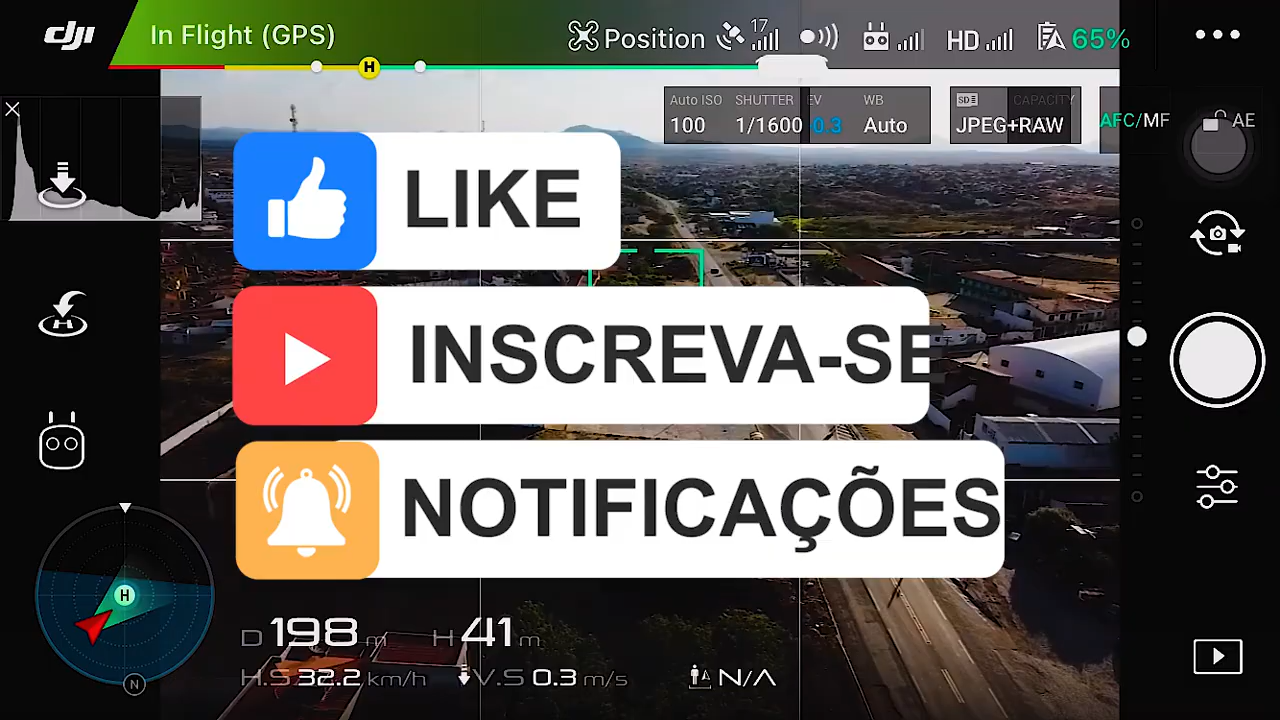 dji In Flight (GPS) Position 17 HD 65%
H
Auto ISO SHUTTER EV WB CAPACITY
100 1/1600 -0.3 Auto JPEG+RAW AFC/MF AE
LIKE
INSCREVA-SE
NOTIFICAÇÕES
H
N
D 198 m H 41 m
H.S 32.2 km/h V.S 0.3 m/s N/A